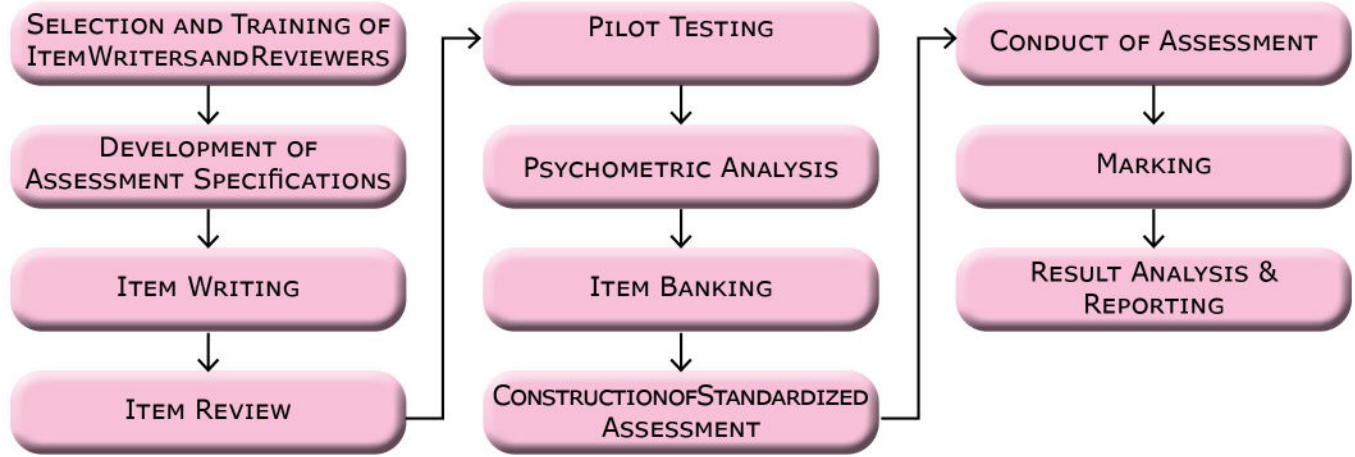 SELECTION AND TRAINING OF
ITEMWRITERSANDREVIEWERS
DEVELOPMENT OF
ASSESSMENT SPECIfiCATIONS
ITEM WRITING
ITEM REVIEW
PILOT TESTING
PSYCHOMETRIC ANALYSIS
ITEM BANKING
CONSTRUCTIONOFSTANDARDIZED
ASSESSMENT
CONDUCT OF ASSESSMENT
MARKING
RESULT ANALYSIS &
REPORTING